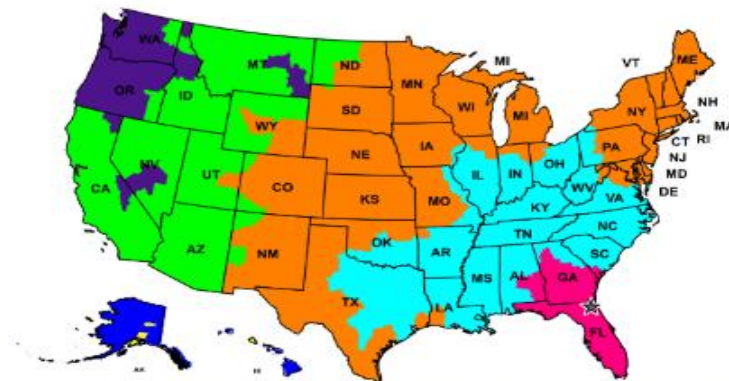 WA
MT
ND
MN
MI
VT
ME
OR
ID
SD
WI
MI
NY
NH
MA
WY
IA
PA
CT
RI
NJ
NV
UT
NE
IL
IN
OH
MD
DE
CA
CO
KS
MO
WV
VA
KY
AZ
NM
OK
AR
TN
NC
SC
TX
LA
MS
AL
GA
FL
AK
HI